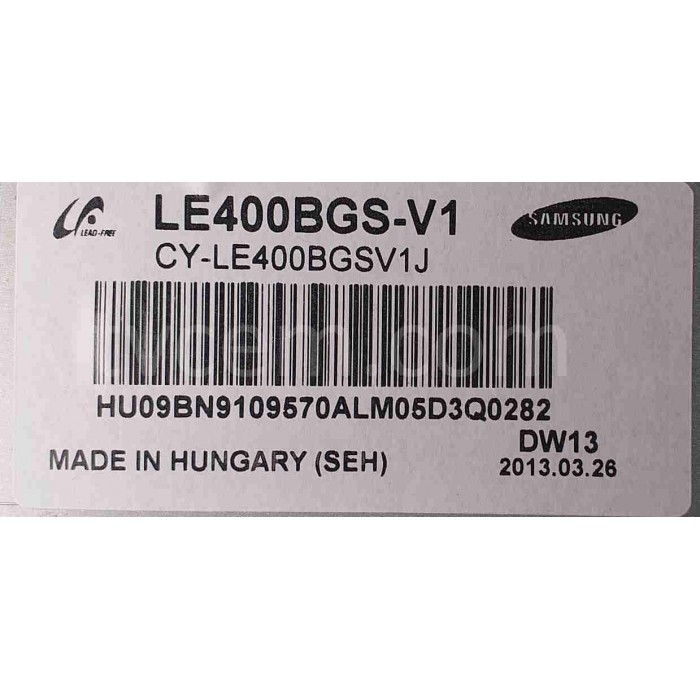 LE400BGS-V1
SAMSUNG
LEAD-FREE
CY-LE400BGSV1J
HU09BN9109570ALM05D3Q0282
DW13
MADE IN HUNGARY (SEH)
2013.03.26